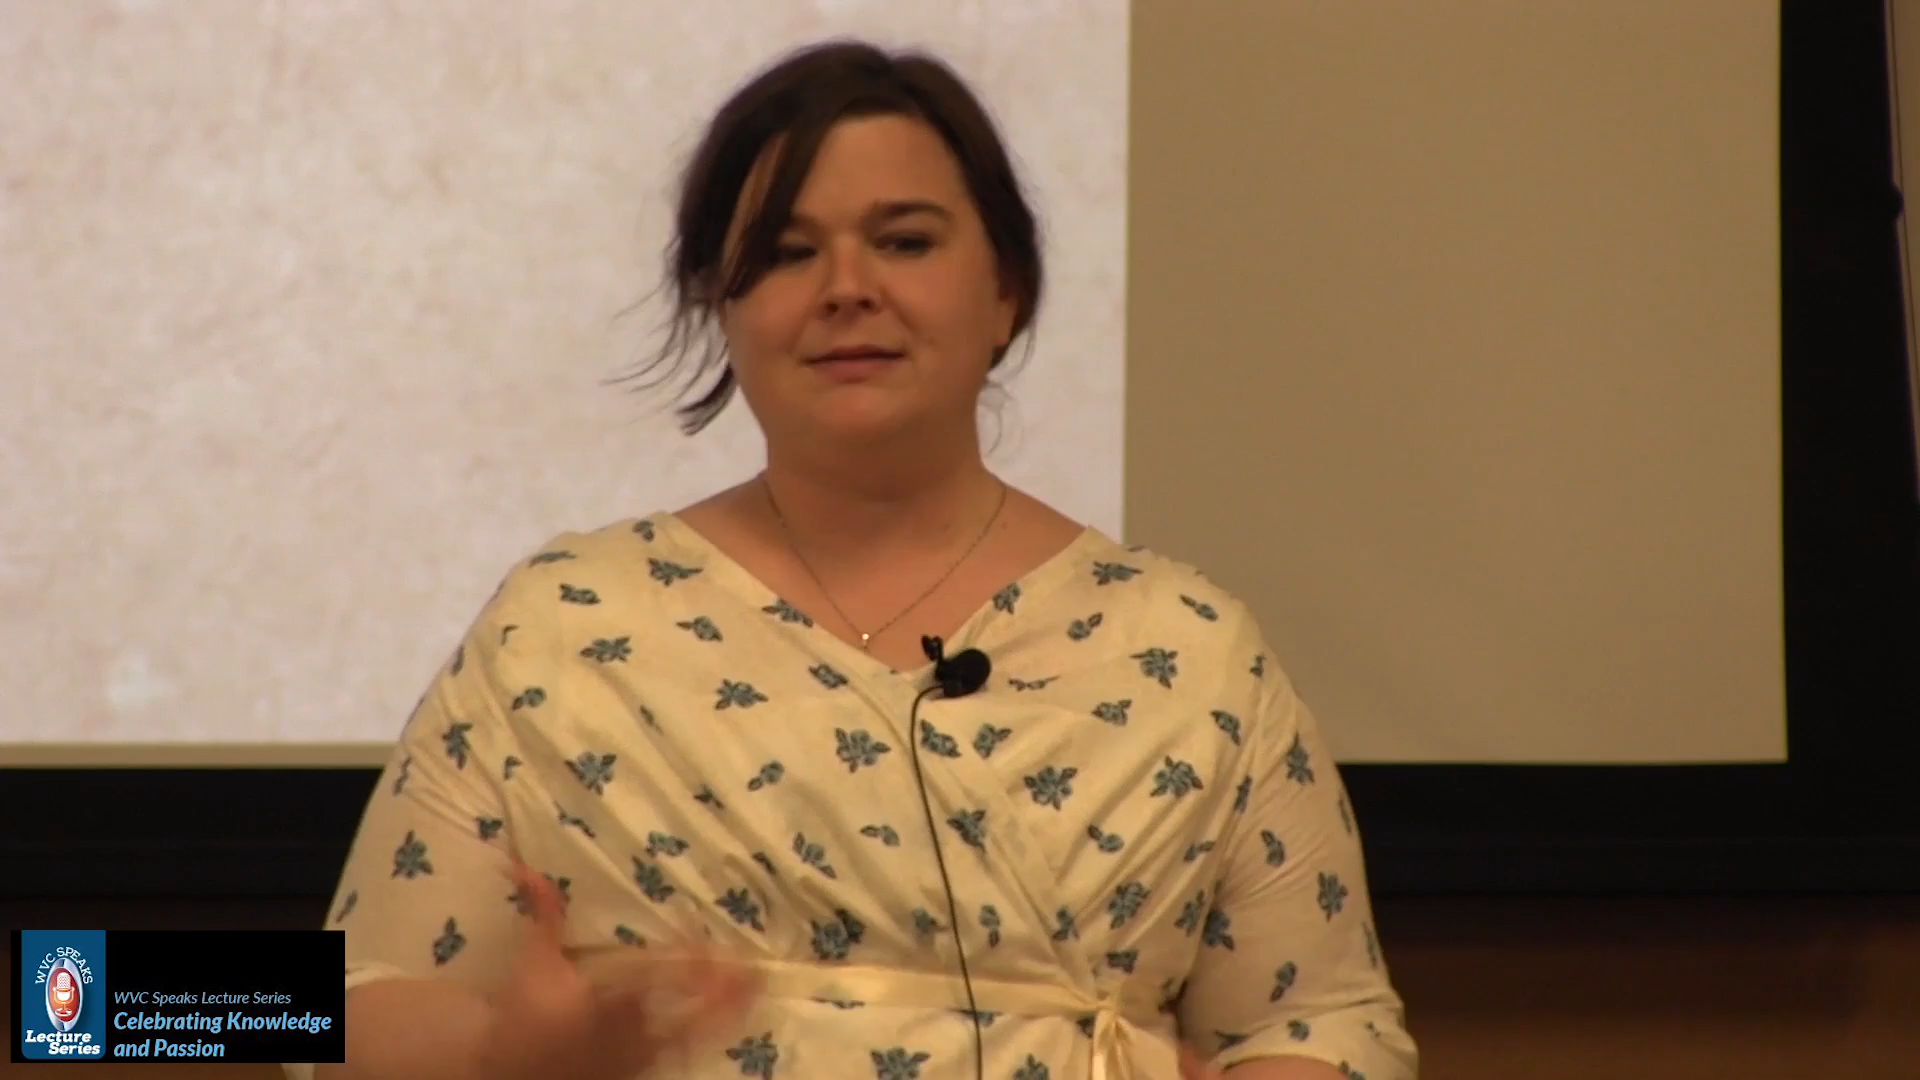 WVC SPEAKS
Lecture
Series
WVC Speaks Lecture Series
Celebrating Knowledge
and Passion